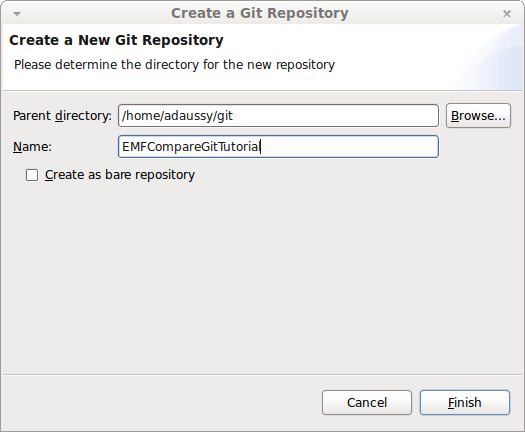 Create a Git Repository
Create a New Git Repository
Please determine the directory for the new repository
Parent directory: /home/adaussy/git Browse...
Name: EMFCompareGitTutorial
Create as bare repository
Cancel Finish